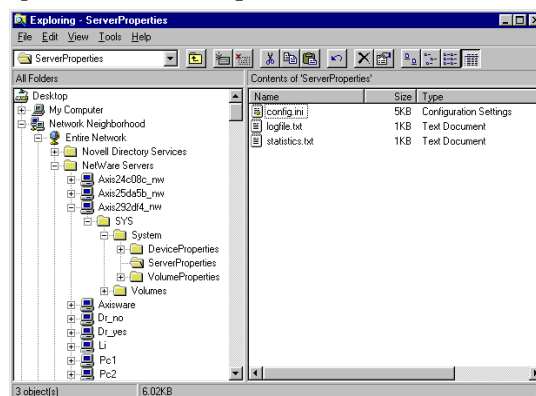 Exploring - ServerProperties
File Edit View Tools Help
ServerProperties
All Folders
Contents of 'ServerProperties'
Desktop
My Computer
Network Neighborhood
Entire Network
Novell Directory Services
NetWare Servers
Axis24c08c_nw
Axis25da5b_nw
Axis292df4_nw
SYS
System
DeviceProperties
ServerProperties
VolumeProperties
Volumes
Axisware
Dr_no
Dr_yes
Li
Pc1
Pc2
Name Size Type
config.ini 5KB Configuration Settings
logfile.txt 1KB Text Document
statistics.txt 1KB Text Document
3 object(s) 6.02KB